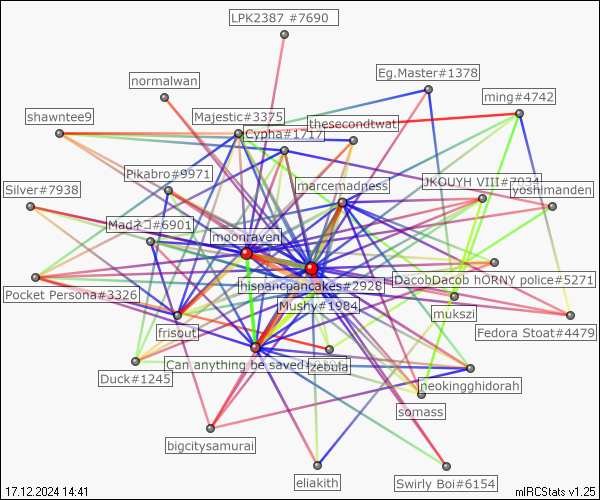 LPK2387 #7690
Eg.Master#1378
normalwan
ming#4742
shawntee9
Majestic#3375
thesecondtwat
Cypha#1717
Pikabro#9971
JKOUYH VIII#7034
marcemadness
Silver#7938
yoshimanden
Madネコ#6901
moonraven
DacobDacob hORNY police#5271
hispancpancakes#2928
Pocket Persona#3326
Mushy#1984
mukszi
frisout
Fedora Stoat#4479
Can anything be saved
zebula
Duck#1245
neokingghidorah
somass
bigcitysamurai
eliakith
Swirly Boi#6154
17.12.2024 14:41
mIRCStats v1.25